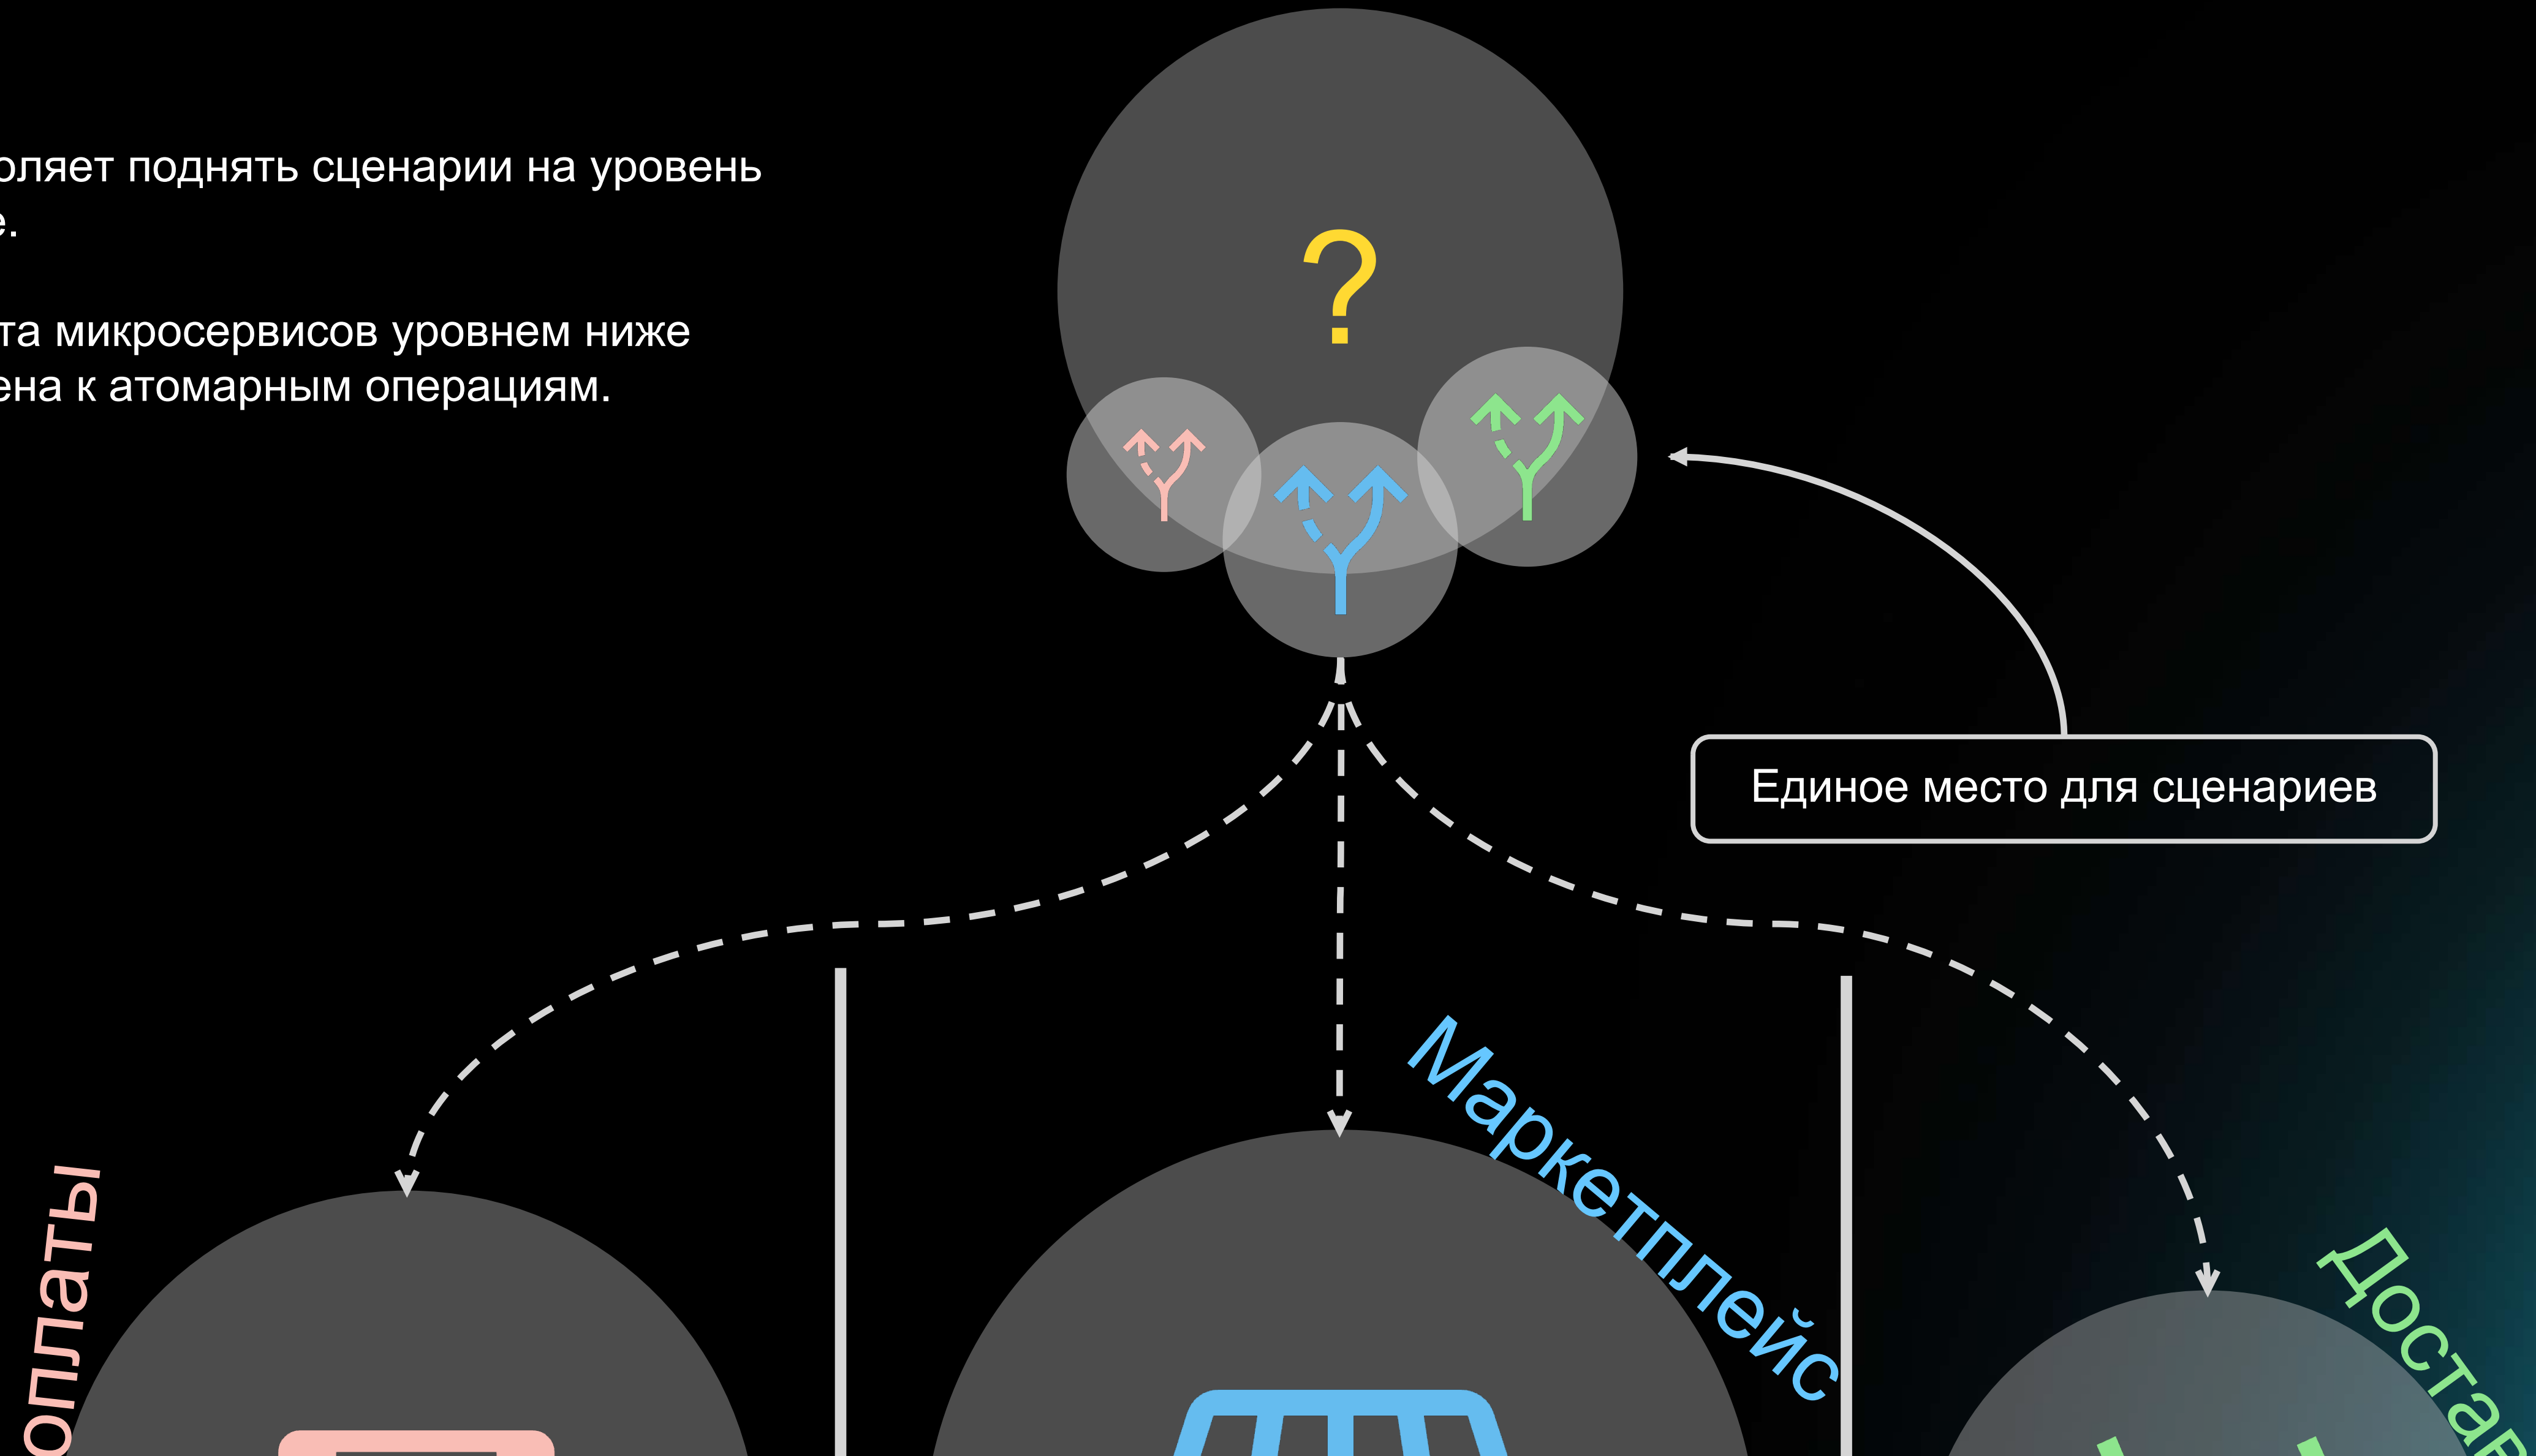 оляет поднять сценарии на уровень
е.
та микросервисов уровнем ниже
ена к атомарным операциям.
?
Единое место для сценариев
Маркетплейс
оплаты
Достав